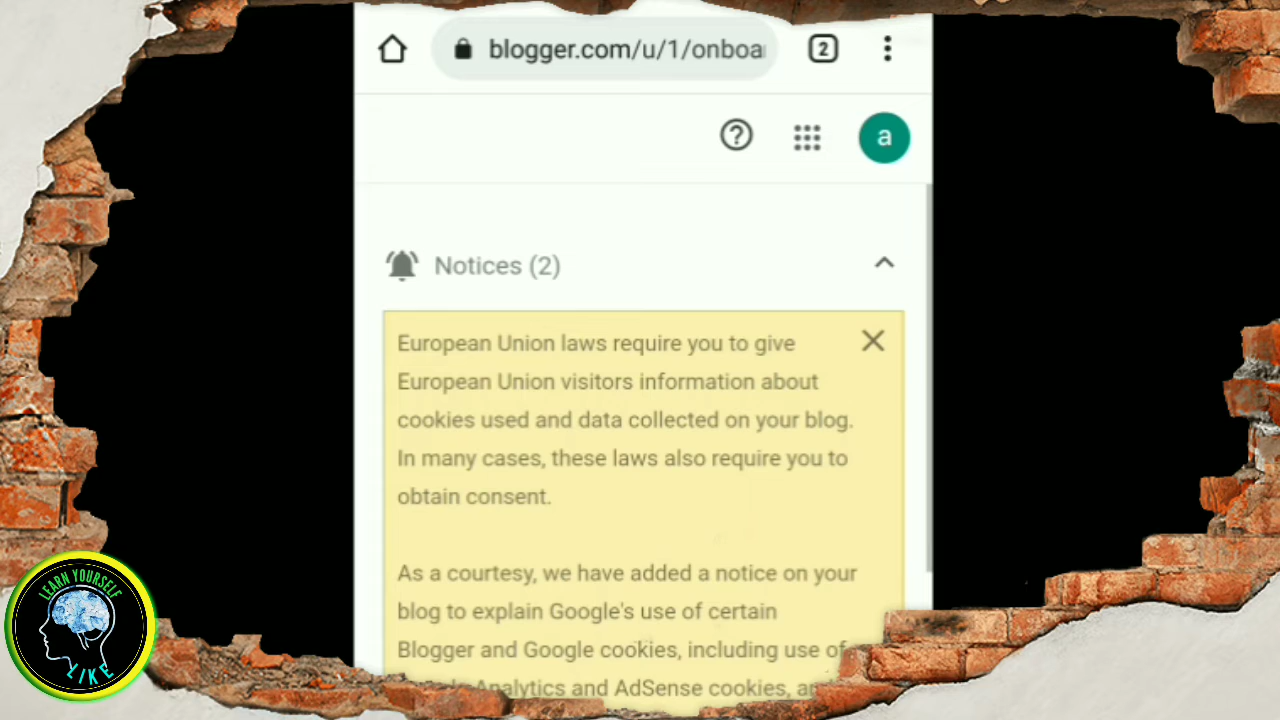 blogger.com/u/1/onboa
2
a
Notices (2)
European Union laws require you to give
European Union visitors information about
cookies used and data collected on your blog.
In many cases, these laws also require you to
obtain consent.
As a courtesy, we have added a notice on your
blog to explain Google's use of certain
Blogger and Google cookies, including use of
Analytics and AdSense cookies,
LEARN YOURSELF
LIKE